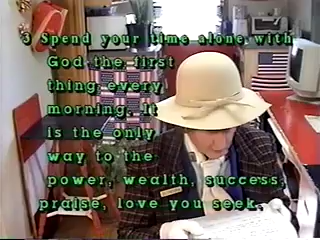 3 Spend your time alone with
God the first
thing every
morning. It
is the only
way to the
power, wealth, success,
praise, love you seek.